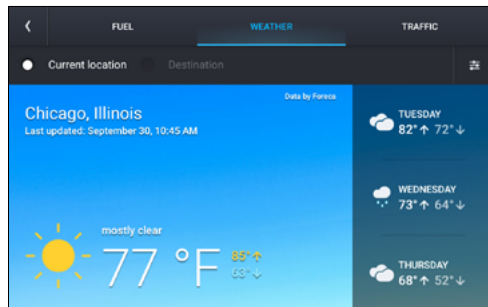 FUEL WEATHER TRAFFIC
Current location Destination
Data by Foreca
Chicago, Illinois
Last updated: September 30, 10:45 AM
mostly clear
77 °F
85°↑
63°↓
TUESDAY
82°↑ 72°↓
WEDNESDAY
73°↑ 64°↓
THURSDAY
68°↑ 52°↓